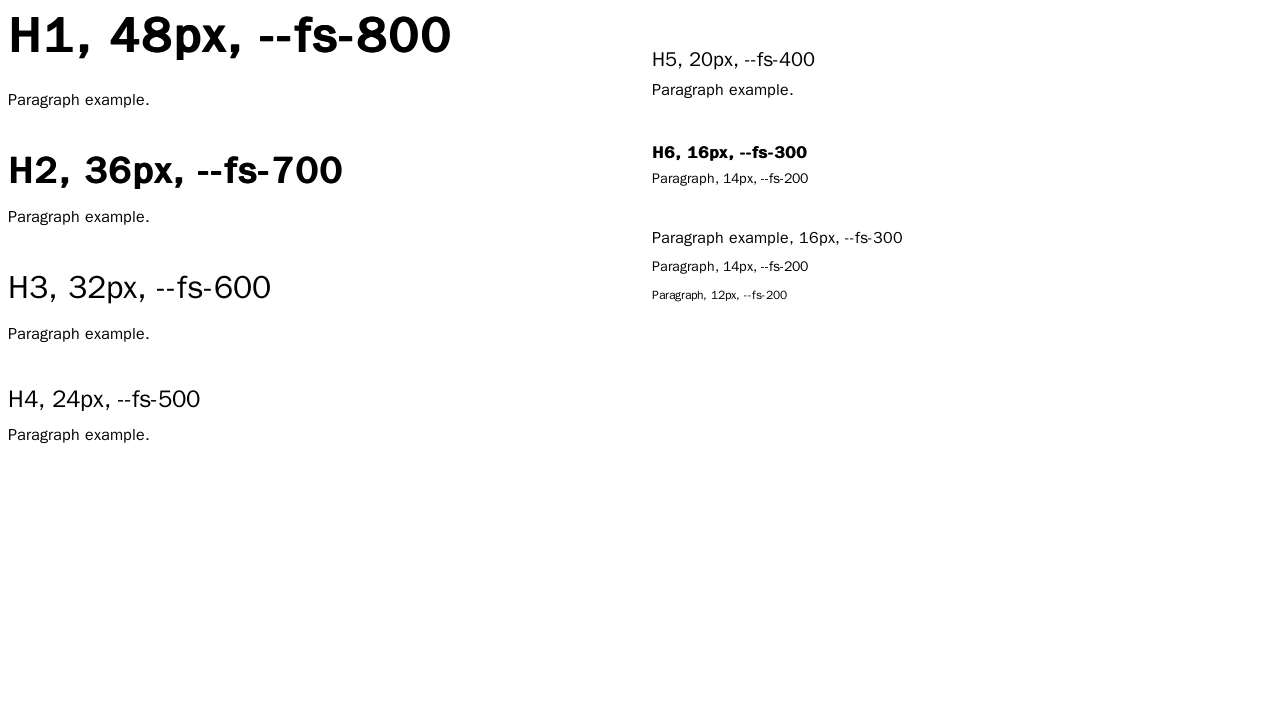 H1, 48px, --fs-800
Paragraph example.
H2, 36px, --fs-700
Paragraph example.
H3, 32px, --fs-600
Paragraph example.
H4, 24px, --fs-500
Paragraph example.
H5, 20px, --fs-400
Paragraph example.
H6, 16px, --fs-300
Paragraph, 14px, --fs-200
Paragraph example, 16px, --fs-300
Paragraph, 14px, --fs-200
Paragraph, 12px, --fs-200